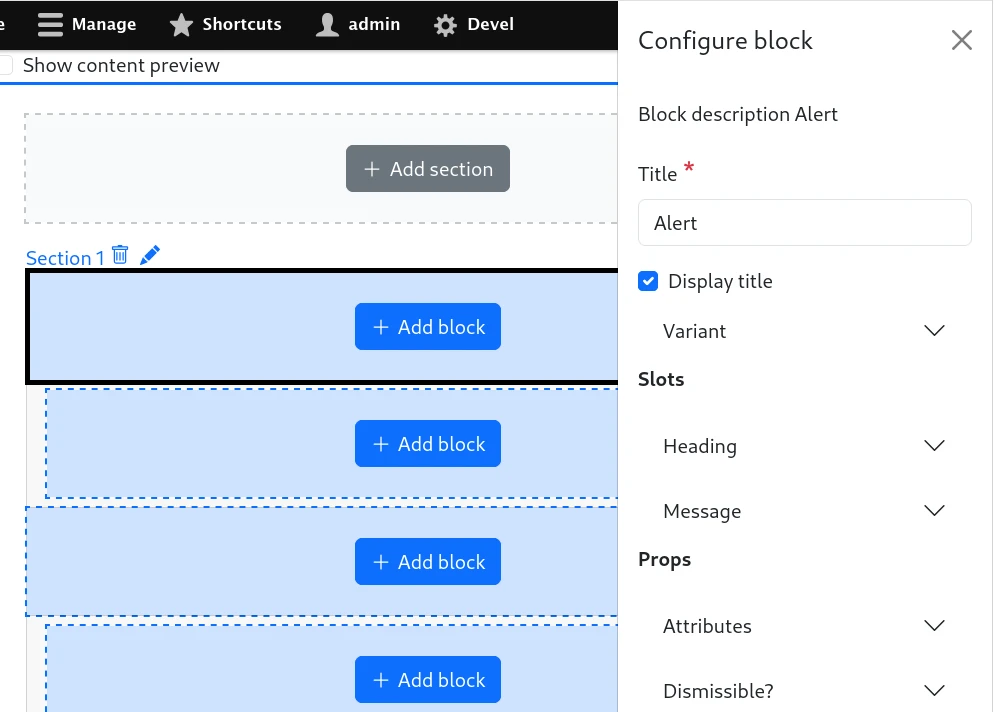 e Manage Shortcuts admin Devel
Show content preview
+ Add section
Section 1
+ Add block
+ Add block
+ Add block
+ Add block
Configure block
Block description Alert
Title *
Alert
Display title
Variant
Slots
Heading
Message
Props
Attributes
Dismissible?